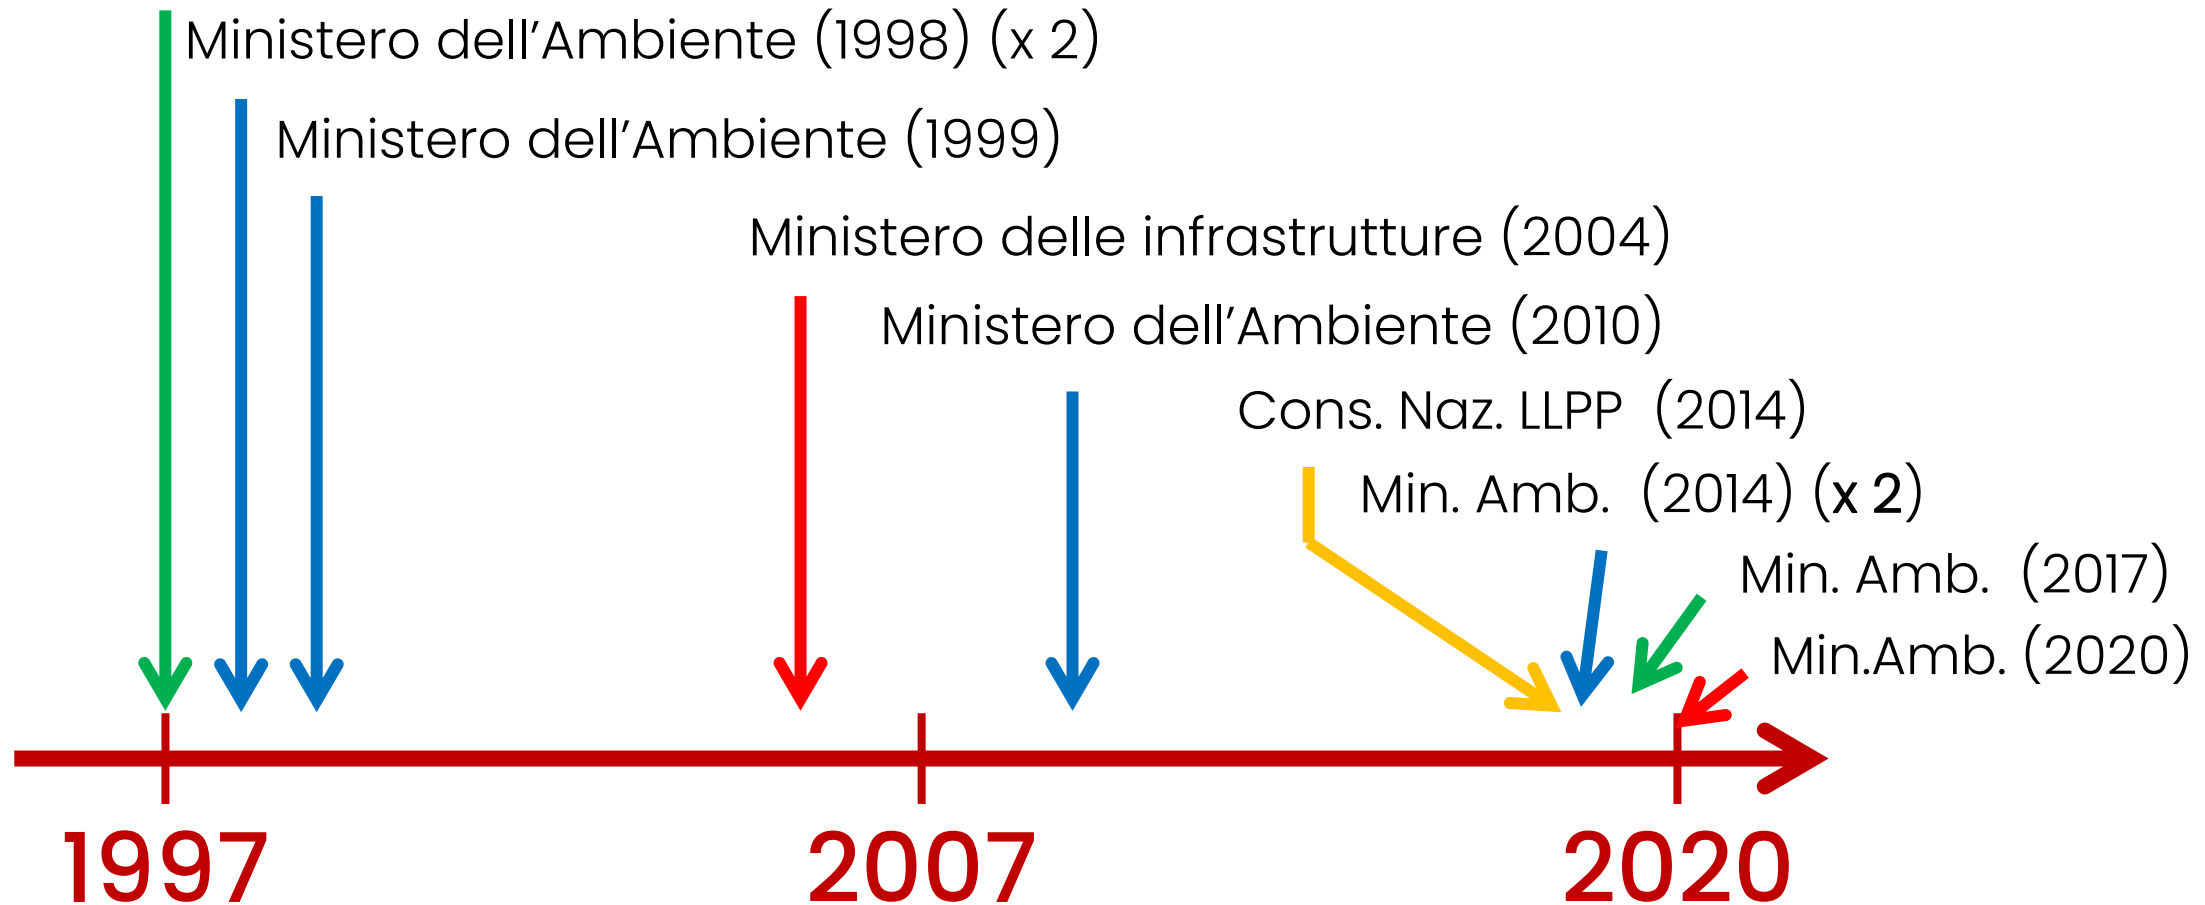 Ministero dell’Ambiente (1998) (x 2)
Ministero dell’Ambiente (1999)
Ministero delle infrastrutture (2004)
Ministero dell’Ambiente (2010)
Cons. Naz. LLPP (2014)
Min. Amb. (2014) (x 2)
Min. Amb. (2017)
Min.Amb. (2020)
1997
2007
2020